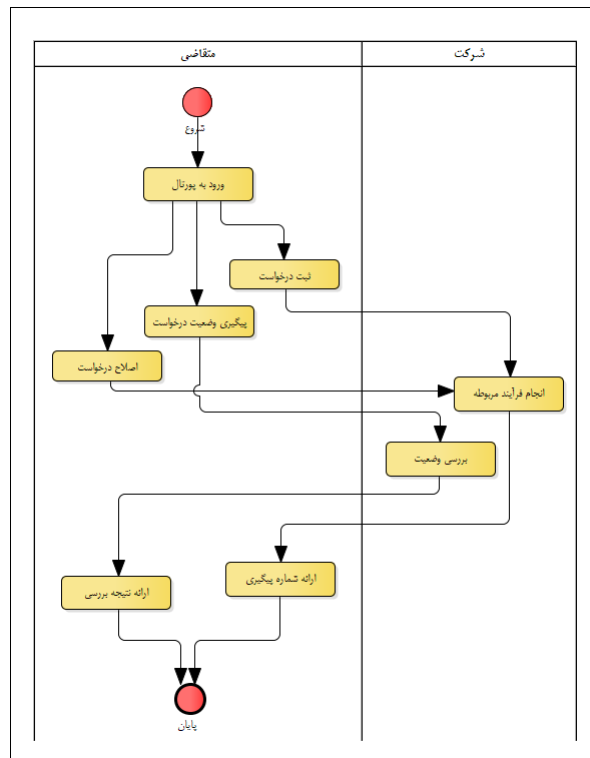 متقاضی
شرکت
شروع
ورود به پورتال
ثبت درخواست
پیگیری وضعیت درخواست
اصلاح درخواست
انجام فرآیند مربوطه
بررسی وضعیت
ارائه شماره پیگیری
ارائه نتیجه بررسی
پایان